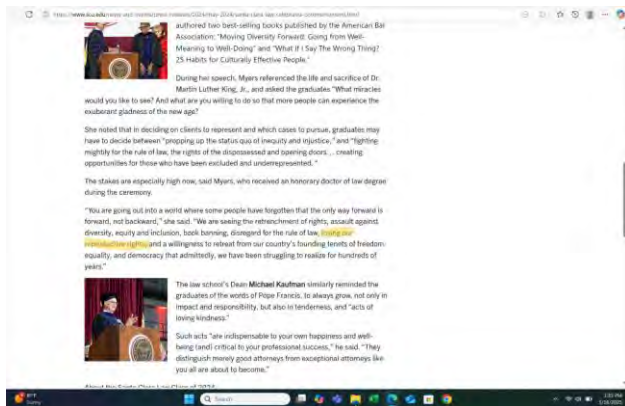 authored two best-selling books published by the American Bar
Association: "Moving Diversity Forward: Going from Well-
Meaning to Well-Doing" and "What if I Say The Wrong Thing?
25 Habits for Culturally Effective People."
During her speech, Myers referenced the life and sacrifice of Dr.
Martin Luther King, Jr., and asked the graduates "What miracles
would you like to see? And what are you willing to do so that more people can experience the
exuberant gladness of the new age?
She noted that in deciding on clients to represent and which cases to pursue, graduates may
have to decide between "propping up the status quo of inequity and injustice," and "fighting
mightily for the rule of law, the rights of the dispossessed and opening doors... creating
opportunities for those who have been excluded and underrepresented. "
The stakes are especially high now, said Myers, who received an honorary doctor of law degree
during the ceremony.
"You are going out into a world where some people have forgotten that the only way forward is
forward, not backward," she said. "We are seeing the retrenchment of rights, assault against
diversity, equity and inclusion, book banning, disregard for the rule of law, losing our
reproductive rights, and a willingness to retreat from our country's founding tenets of freedom
equality, and democracy that admittedly, we have been struggling to realize for hundreds of
years."
The law school's Dean Michael Kaufman similarly reminded the
graduates of the words of Pope Francis, to always grow, not only in
impact and responsibility, but also in tenderness, and "acts of
loving kindness."
Such acts "are indispensable to your own happiness and well-
being (and) critical to your professional success," he said. "They
distinguish merely good attorneys from exceptional attorneys like
you all are about to become."
About the Santa Clara Law Class of 2024
Sunny
Search